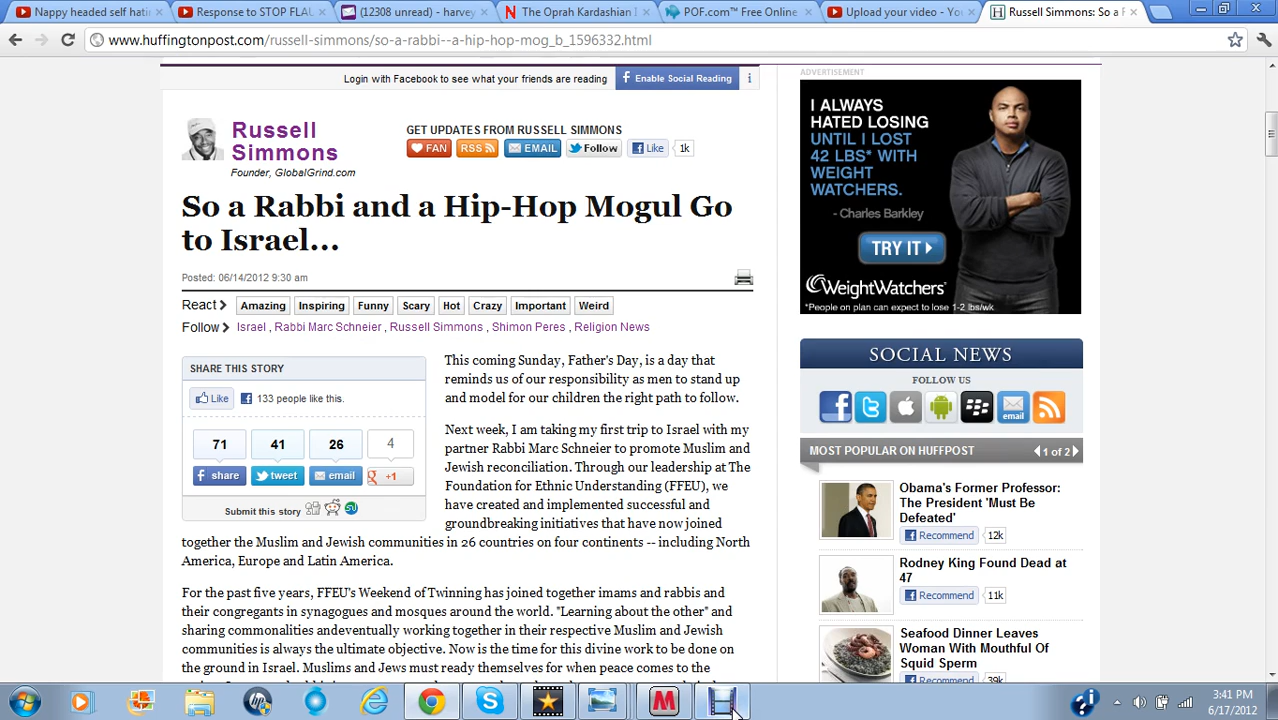 Nappy headed self hatin
Response to STOP FLAU
(12308 unread) - harvey
The Oprah Kardashian I
POF.com™ Free Online
Upload your video - You
Russell Simmons: So a R
www.huffingtonpost.com/russell-simmons/so-a-rabbi--a-hip-hop-mog_b_1596332.html
Login with Facebook to see what your friends are reading
Enable Social Reading
i
ADVERTISEMENT
Russell
Simmons
Founder, GlobalGrind.com
GET UPDATES FROM RUSSELL SIMMONS
FAN
RSS
EMAIL
Follow
Like
1k
So a Rabbi and a Hip-Hop Mogul Go
to Israel...
Posted: 06/14/2012 9:30 am
React
Amazing
Inspiring
Funny
Scary
Hot
Crazy
Important
Weird
Follow
Israel , Rabbi Marc Schneier , Russell Simmons , Shimon Peres , Religion News
SHARE THIS STORY
Like
133 people like this.
71
41
26
4
share
tweet
email
+1
Submit this story
This coming Sunday, Father's Day, is a day that
reminds us of our responsibility as men to stand up
and model for our children the right path to follow.
Next week, I am taking my first trip to Israel with my
partner Rabbi Marc Schneier to promote Muslim and
Jewish reconciliation. Through our leadership at The
Foundation for Ethnic Understanding (FFEU), we
have created and implemented successful and
groundbreaking initiatives that have now joined
together the Muslim and Jewish communities in 26 countries on four continents -- including North
America, Europe and Latin America.
For the past five years, FFEU's Weekend of Twinning has joined together imams and rabbis and
their congregants in synagogues and mosques around the world. "Learning about the other" and
sharing commonalities andeventually working together in their respective Muslim and Jewish
communities is always the ultimate objective. Now is the time for this divine work to be done on
the ground in Israel. Muslims and Jews must ready themselves for when peace comes to the
I ALWAYS
HATED LOSING
UNTIL I LOST
42 LBS* WITH
WEIGHT
WATCHERS.
- Charles Barkley
TRY IT
WeightWatchers®
*People on plan can expect to lose 1-2 lbs/wk
SOCIAL NEWS
FOLLOW US
email
MOST POPULAR ON HUFFPOST
1 of 2
Obama's Former Professor:
The President 'Must Be
Defeated'
Recommend
12k
Rodney King Found Dead at
47
Recommend
11k
Seafood Dinner Leaves
Woman With Mouthful Of
Squid Sperm
Recommend
39k
3:41 PM
6/17/2012